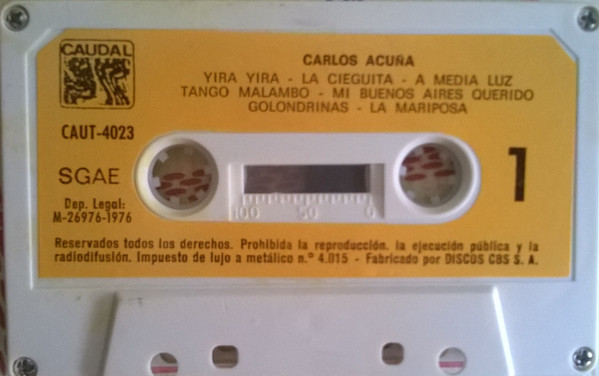 CAUDAL
CARLOS ACUÑA
YIRA YIRA - LA CIEGUITA - A MEDIA LUZ
TANGO MALAMBO - MI BUENOS AIRES QUERIDO
GOLONDRINAS - LA MARIPOSA
CAUT-4023
SGAE
1
Dep. Legal:
M-26976-1976
100 50 0
Reservados todos los derechos. Prohibida la reproducción, la ejecución pública y la
radiodifusión. Impuesto de lujo a metálico n.º 4.015 - Fabricado por DISCOS CBS S. A.